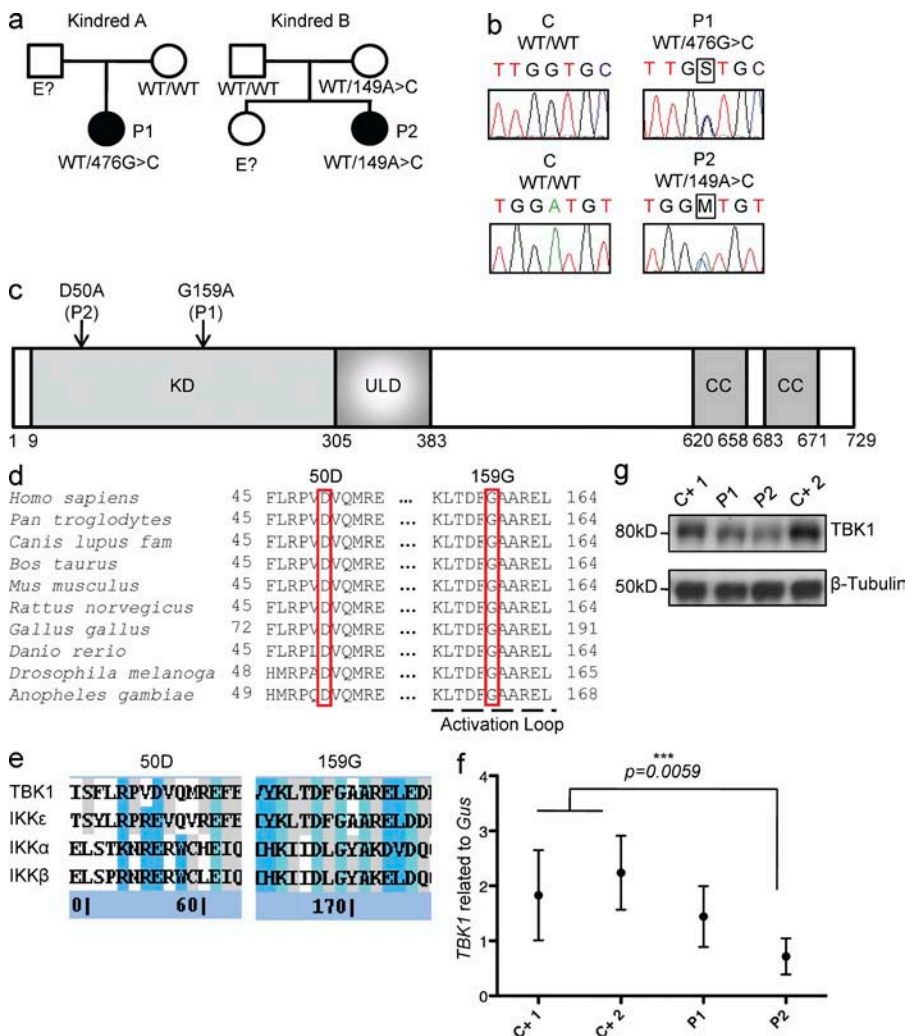 a
Kindred A
Kindred B
E?
WT/WT
P1
WT/476G>C
WT/WT
WT/149A>C
E?
P2
WT/149A>C
b
C
WT/WT
T T G G T G C
P1
WT/476G>C
T T G S T G C
C
WT/WT
T G G A T G T
P2
WT/149A>C
T G G M T G T
c
D50A
(P2)
G159A
(P1)
KD
ULD
CC
CC
1 9 305 383 620 658 683 671 729
d
50D
159G
Homo sapiens 45 FLRPVDVQMRE ... KLTDFGAAREL 164
Pan troglodytes 45 FLRPVDVQMRE ... KLTDFGAAREL 164
Canis lupus fam 45 FLRPVDVQMRE ... KLTDFGAAREL 164
Bos taurus 45 FLRPVDVQMRE ... KLTDFGAAREL 164
Mus musculus 45 FLRPVDVQMRE ... KLTDFGAAREL 164
Rattus norvegicus 45 FLRPVDVQMRE ... KLTDFGAAREL 164
Gallus gallus 72 FLRPVDVQMRE ... KLTDFGAAREL 191
Danio rerio 45 FLRPLDVQMRE ... KLTDFGAAREL 164
Drosophila melanoga 48 HMRPADVQMRE ... KLTDFGAAREL 165
Anopheles gambiae 49 HMRPQDVQMRE ... KLTDFGAAREL 168
Activation Loop
g
C+ 1 P1 P2 C+ 2
80kD
TBK1
50kD
β-Tubulin
e
50D
159G
TBK1 ISFLRPVDVQMREFE VYKLTDFGAARELED
IKKε TSYLRPREVQVREFE VYKLTDFGAARELDD
IKKα ELSTKNRERWCHEIQ HKIIDLGYAKDVDQ
IKKβ ELSPRNRERWCLEIQ HKIIDLGYAKELDQ
0| 60| 170|
f
***
p=0.0059
TBK1 related to Gus
4
3
2
1
0
C+ 1
C+ 2
P1
P2